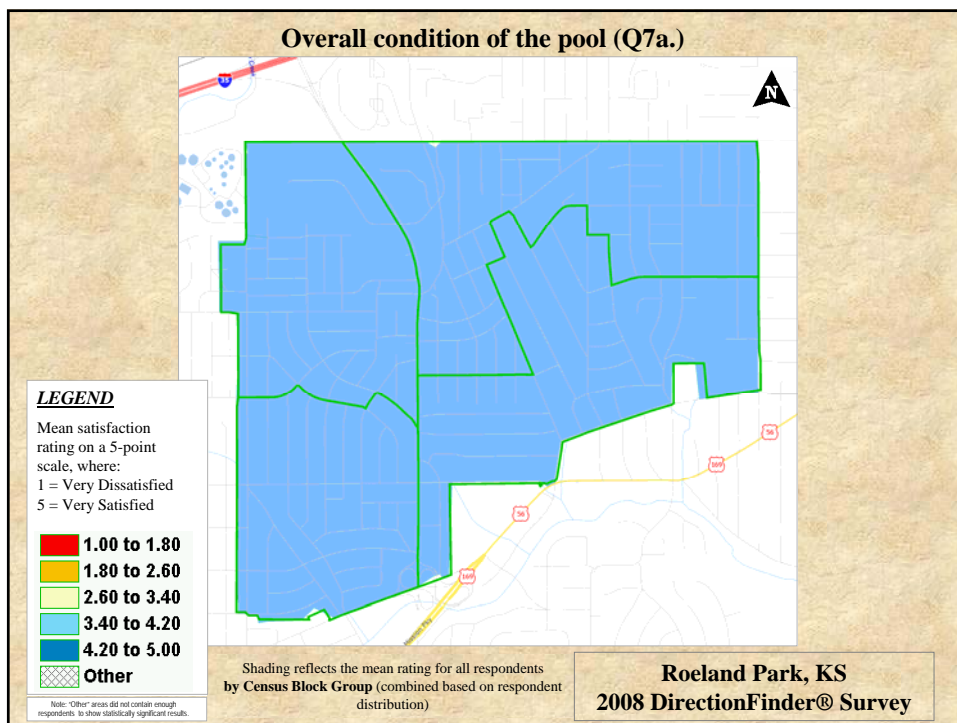 Overall condition of the pool (Q7a.)
35
N
LEGEND
Mean satisfaction
rating on a 5-point
scale, where:
1 = Very Dissatisfied
5 = Very Satisfied
1.00 to 1.80
1.80 to 2.60
2.60 to 3.40
3.40 to 4.20
4.20 to 5.00
Other
Note: "Other" areas did not contain enough
respondents to show statistically significant results.
56
169
56
169
Shading reflects the mean rating for all respondents
by Census Block Group (combined based on respondent
distribution)
Roeland Park, KS
2008 DirectionFinder® Survey